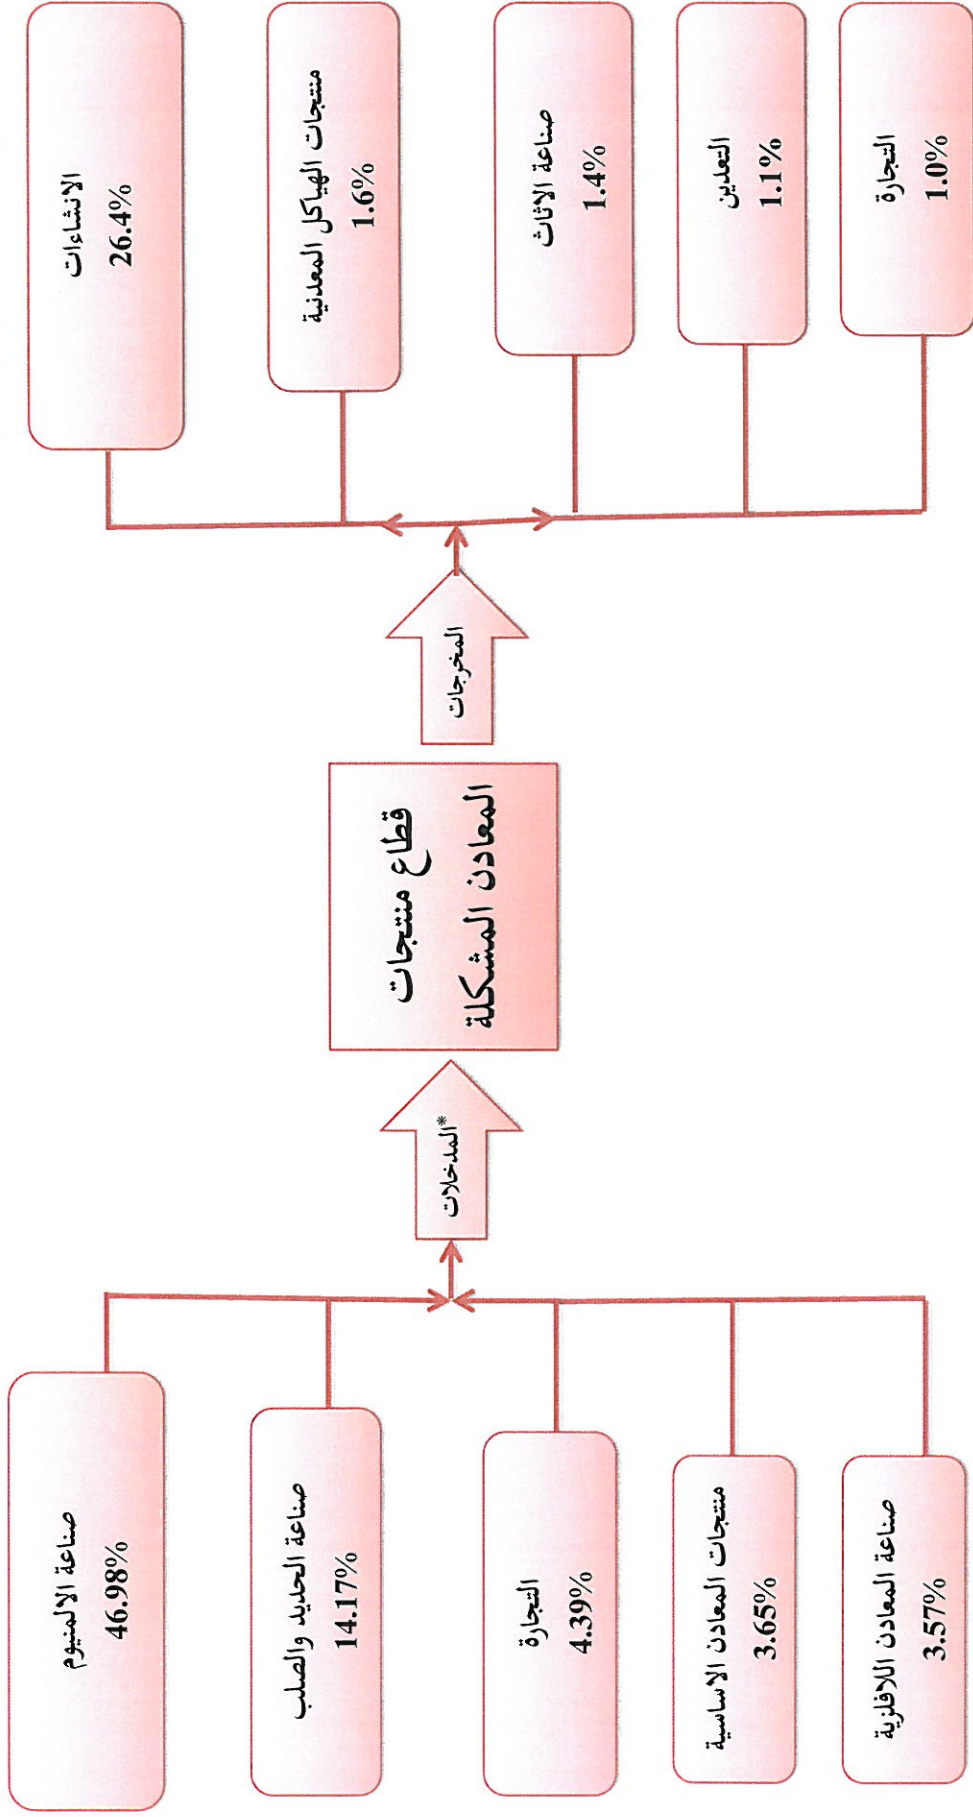 صناعة الالمنيوم
46.98%
صناعة الحديد والصلب
14.17%
التجارة
4.39%
منتجات المعادن الاساسية
3.65%
صناعة المعادن اللافلزية
3.57%
المدخلات*
قطاع منتجات
المعادن المشكلة
المخرجات
الانشاءات
26.4%
منتجات الهياكل المعدنية
1.6%
صناعة الاثاث
1.4%
التعدين
1.1%
التجارة
1.0%